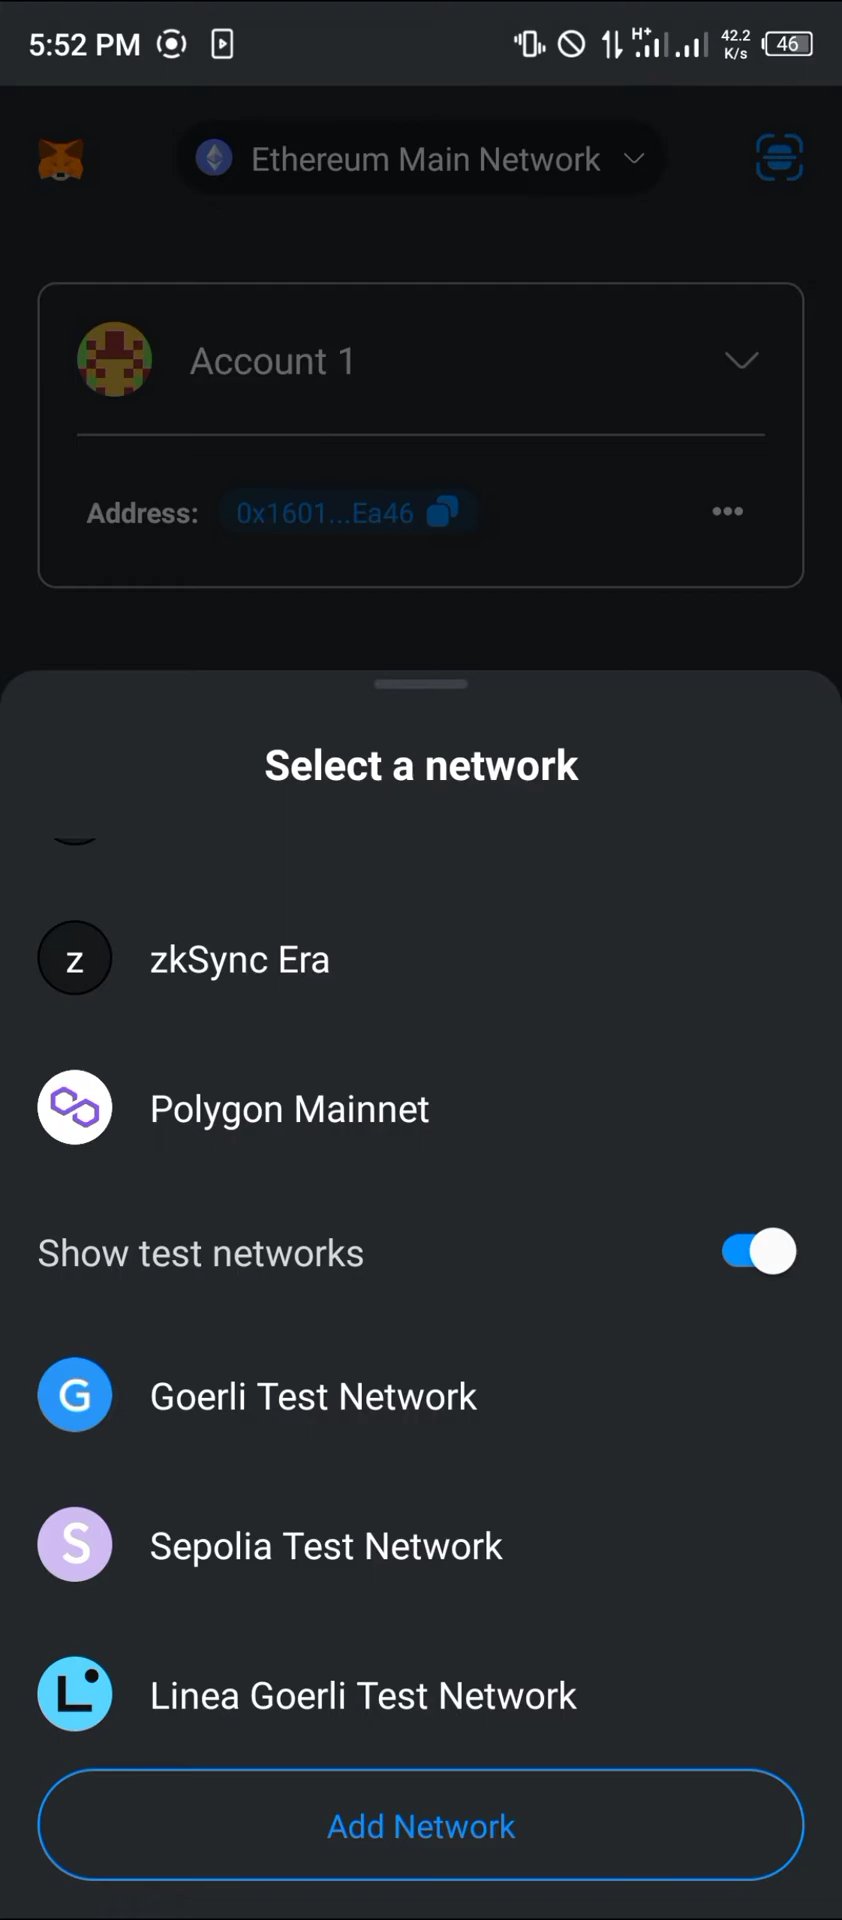 5:52 PM
H+
42.2
K/s
46
Ethereum Main Network
Account 1
Address: 0x1601...Ea46
Select a network
z zkSync Era
Polygon Mainnet
Show test networks
G Goerli Test Network
S Sepolia Test Network
L Linea Goerli Test Network
Add Network